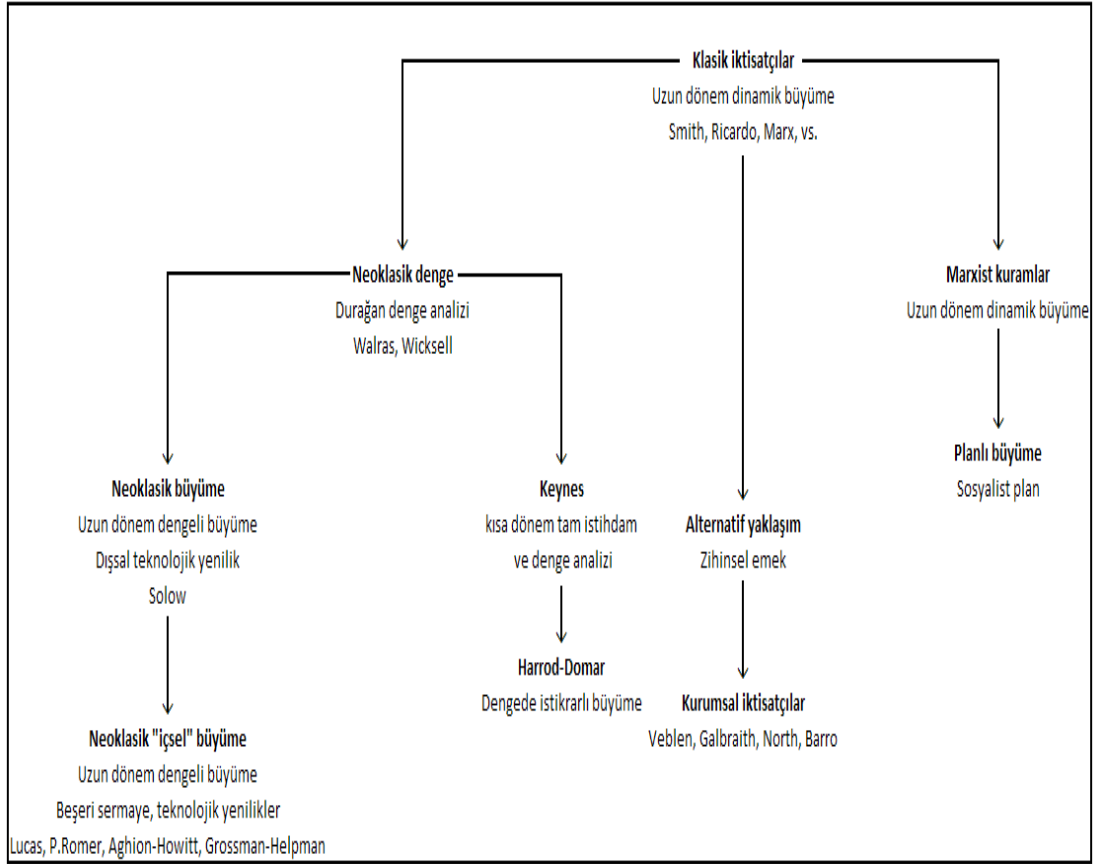 Klasik iktisatçılar
Uzun dönem dinamik büyüme
Smith, Ricardo, Marx, vs.
Neoklasik denge
Durağan denge analizi
Walras, Wicksell
Marxist kuramlar
Uzun dönem dinamik büyüme
Planlı büyüme
Sosyalist plan
Neoklasik büyüme
Uzun dönem dengeli büyüme
Dışsal teknolojik yenilik
Solow
Keynes
kısa dönem tam istihdam
ve denge analizi
Alternatif yaklaşım
Zihinsel emek
Harrod-Domar
Dengede istikrarlı büyüme
Kurumsal iktisatçılar
Veblen, Galbraith, North, Barro
Neoklasik "içsel" büyüme
Uzun dönem dengeli büyüme
Beşeri sermaye, teknolojik yenilikler
Lucas, P.Romer, Aghion-Howitt, Grossman-Helpman